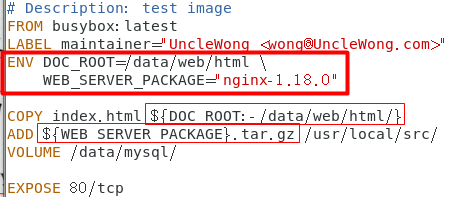 # Description: test image
FROM busybox:latest
LABEL maintainer="UncleWong <wong@UncleWong.com>"
ENV DOC_ROOT=/data/web/html \
    WEB_SERVER_PACKAGE="nginx-1.18.0"
COPY index.html ${DOC_ROOT:-/data/web/html/}
ADD ${WEB_SERVER_PACKAGE}.tar.gz /usr/local/src/
VOLUME /data/mysql/
EXPOSE 80/tcp